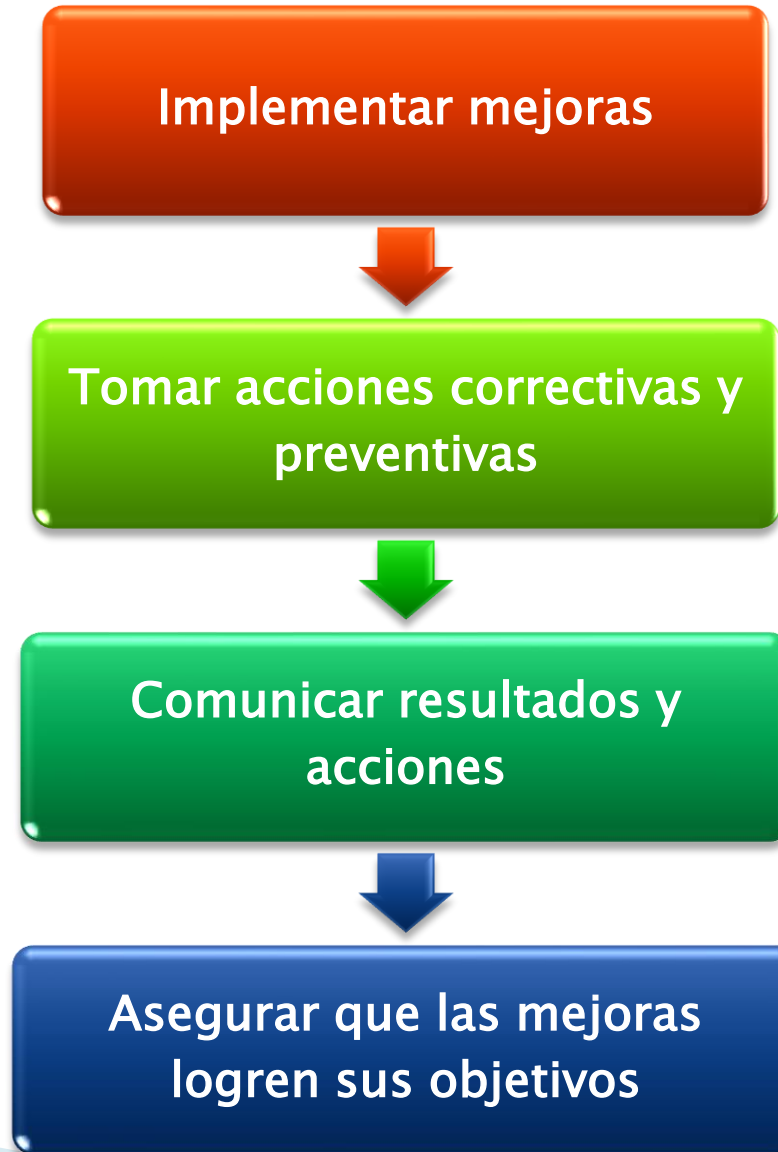 Implementar mejoras
Tomar acciones correctivas y
preventivas
Comunicar resultados y
acciones
Asegurar que las mejoras
logren sus objetivos